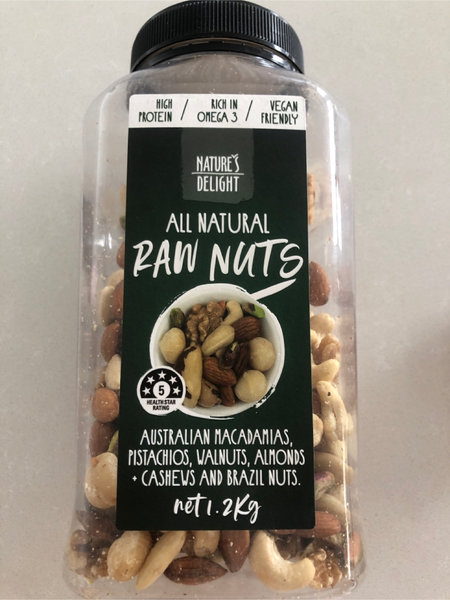 HIGH PROTEIN / RICH IN OMEGA 3 / VEGAN FRIENDLY
NATURE'S
DELIGHT
ALL NATURAL
RAW NUTS
5
HEALTH STAR
RATING
AUSTRALIAN MACADAMIAS,
PISTACHIOS, WALNUTS, ALMONDS
+ CASHEWS AND BRAZIL NUTS.
net 1.2Kg